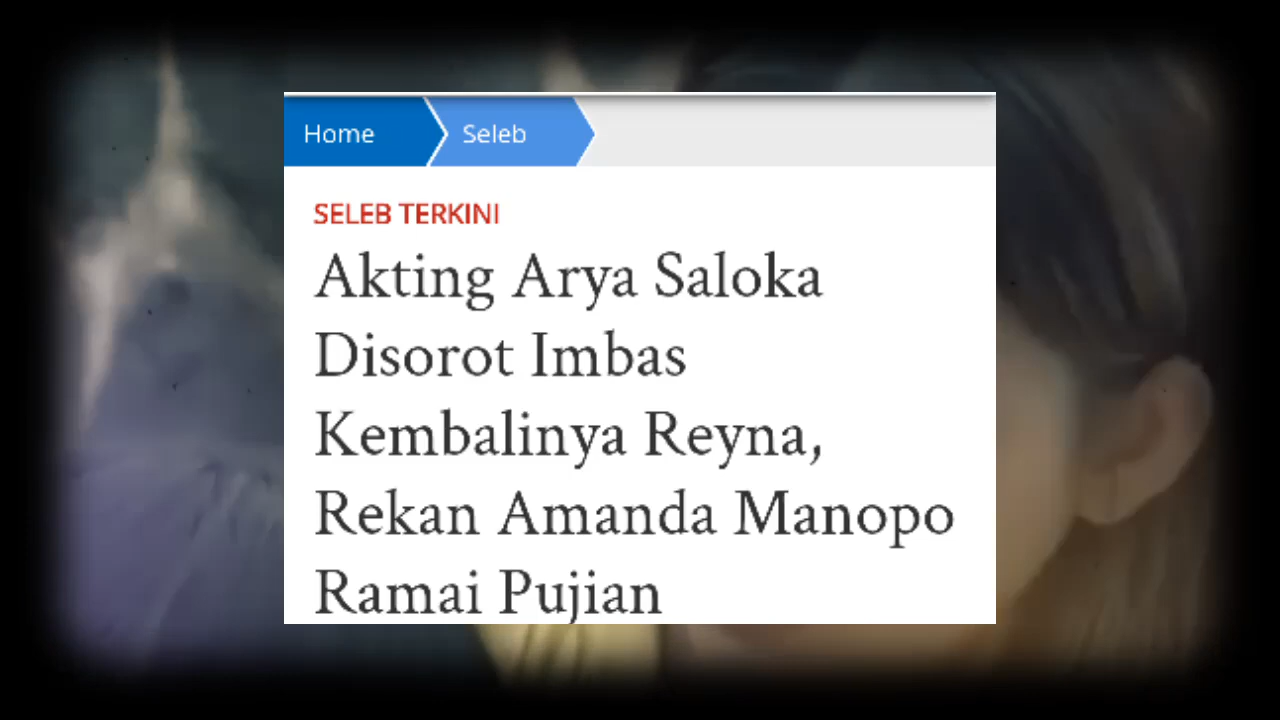 Home Seleb
SELEB TERKINI
Akting Arya Saloka
Disorot Imbas
Kembalinya Reyna,
Rekan Amanda Manopo
Ramai Pujian